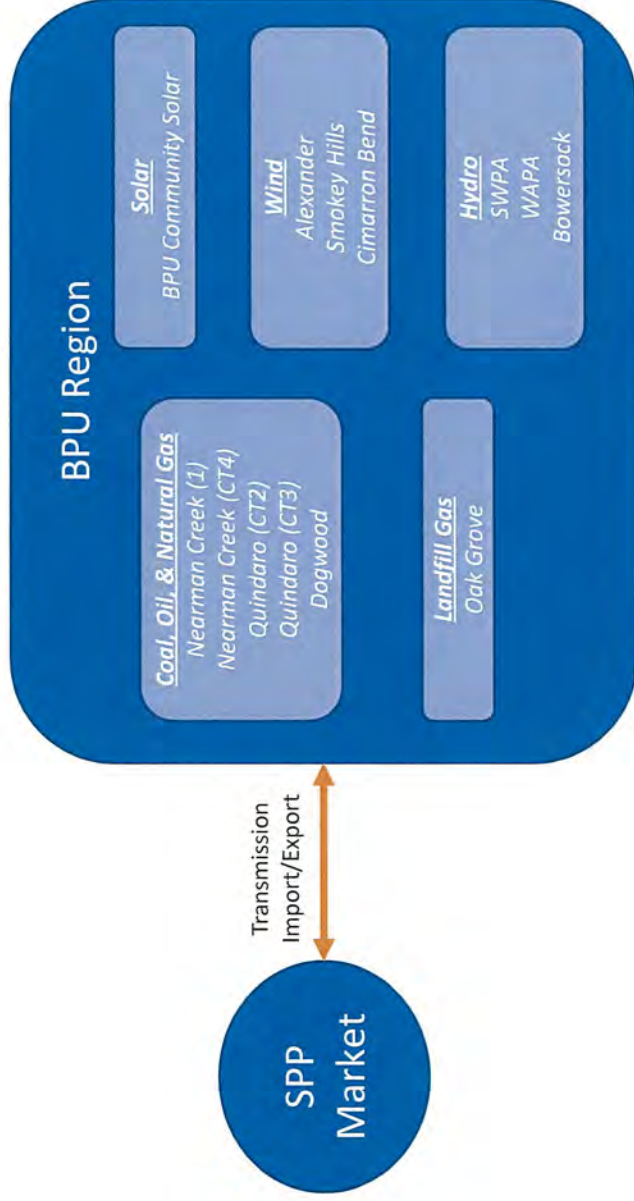 SPP
Market
Transmission
Import/Export
BPU Region
Coal, Oil, & Natural Gas
Nearman Creek (1)
Nearman Creek (CT4)
Quindaro (CT2)
Quindaro (CT3)
Dogwood
Landfill Gas
Oak Grove
Solar
BPU Community Solar
Wind
Alexander
Smokey Hills
Cimarron Bend
Hydro
SWPA
WAPA
Bowersack